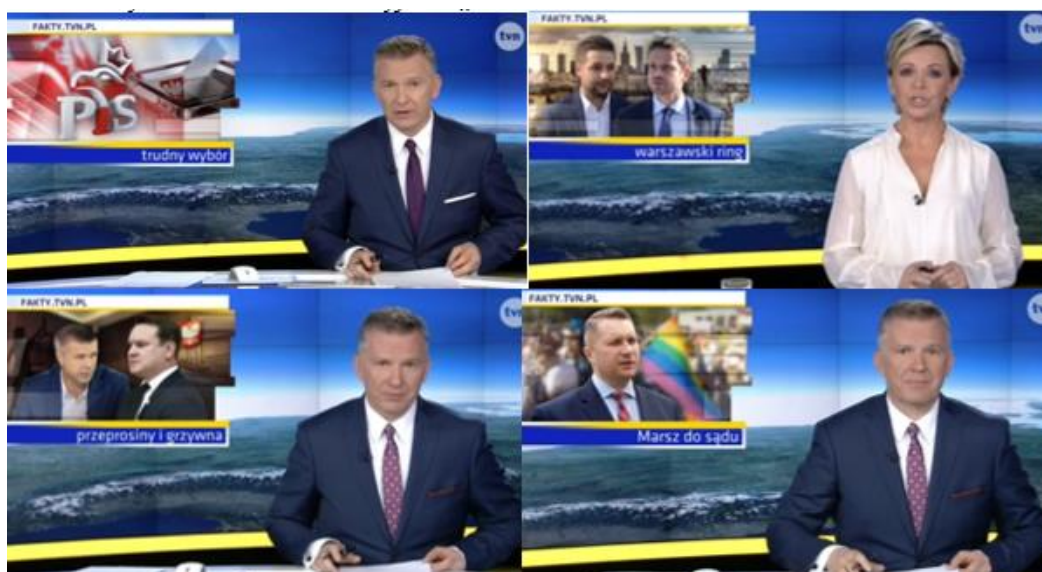 FAKTY.TVN.PL
tvn
PiS
trudny wybór
FAKTY.TVN.PL
tvn
warszawski ring
FAKTY.TVN.PL
przeprosiny i grzywna
FAKTY.TVN.PL
Marsz do sądu